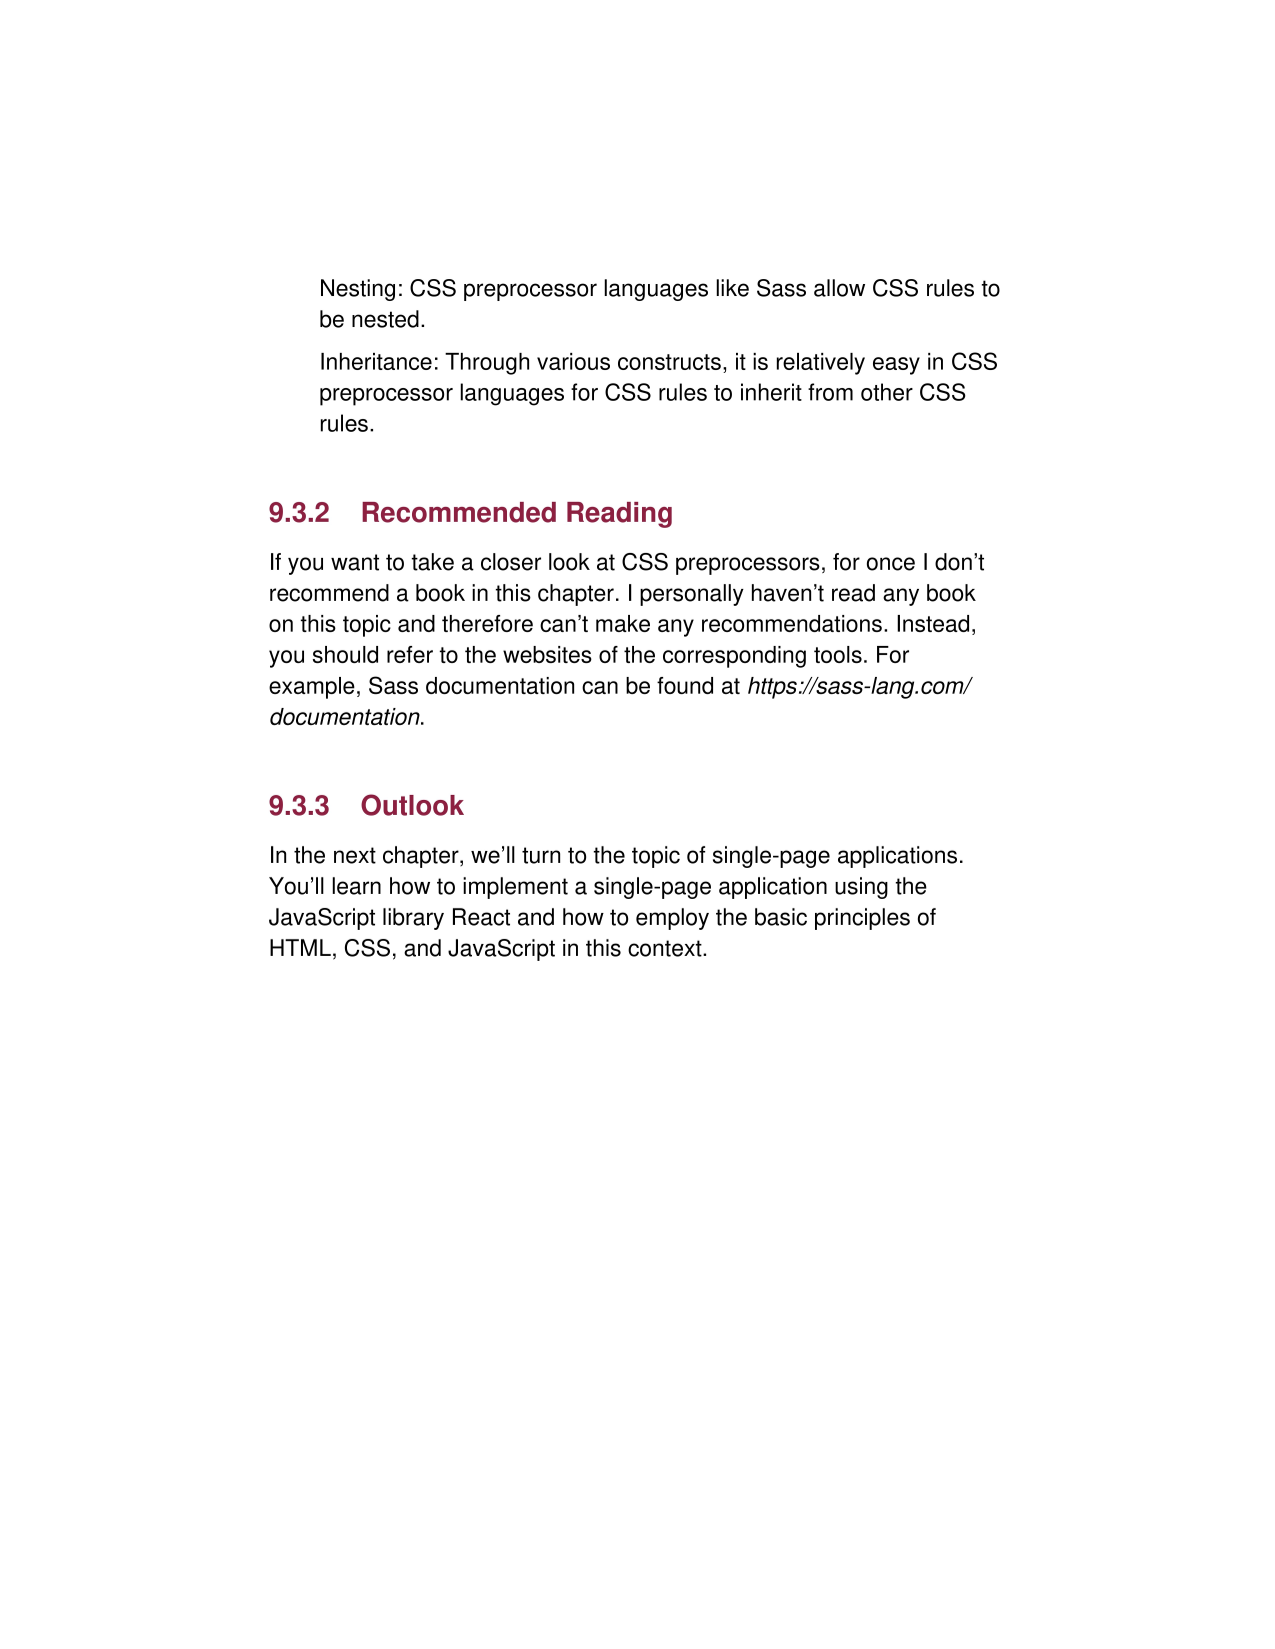 Nesting: CSS preprocessor languages like Sass allow CSS rules to
be nested.
Inheritance: Through various constructs, it is relatively easy in CSS
preprocessor languages for CSS rules to inherit from other CSS
rules.
9.3.2 Recommended Reading
If you want to take a closer look at CSS preprocessors, for once I don’t
recommend a book in this chapter. I personally haven’t read any book
on this topic and therefore can’t make any recommendations. Instead,
you should refer to the websites of the corresponding tools. For
example, Sass documentation can be found at https://sass-lang.com/
documentation.
9.3.3 Outlook
In the next chapter, we’ll turn to the topic of single-page applications.
You’ll learn how to implement a single-page application using the
JavaScript library React and how to employ the basic principles of
HTML, CSS, and JavaScript in this context.